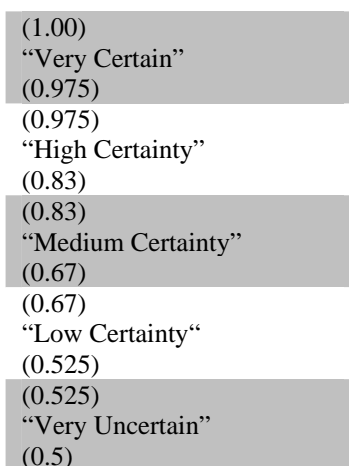 (1.00)
“Very Certain”
(0.975)
(0.975)
“High Certainty”
(0.83)
(0.83)
“Medium Certainty”
(0.67)
(0.67)
“Low Certainty“
(0.525)
(0.525)
“Very Uncertain”
(0.5)